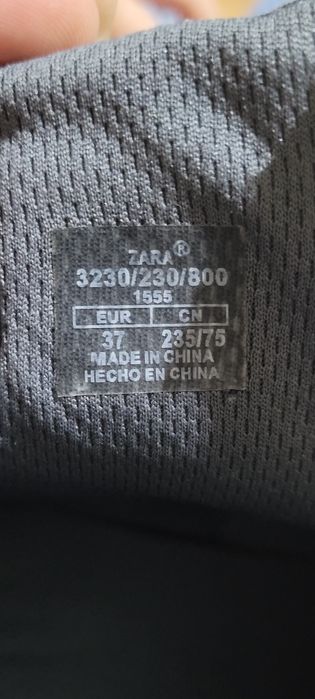 ZARA®
3230/230/800
1555
EUR CN
37 235/75
MADE IN CHINA
HECHO EN CHINA